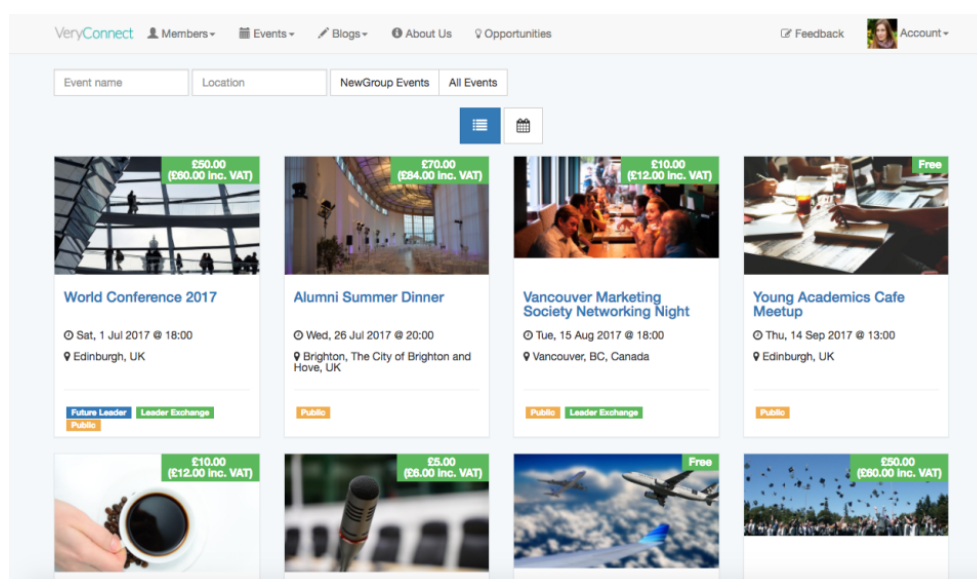 VeryConnect Members Events Blogs About Us Opportunities Feedback Account
Event name Location NewGroup Events All Events
£50.00
(£60.00 inc. VAT)
World Conference 2017
Sat, 1 Jul 2017 @ 18:00
Edinburgh, UK
Future Leader Leader Exchange
Public
£70.00
(£84.00 inc. VAT)
Alumni Summer Dinner
Wed, 26 Jul 2017 @ 20:00
Brighton, The City of Brighton and
Hove, UK
Public
£10.00
(£12.00 inc. VAT)
Vancouver Marketing
Society Networking Night
Tue, 15 Aug 2017 @ 18:00
Vancouver, BC, Canada
Public Leader Exchange
Free
Young Academics Cafe
Meetup
Thu, 14 Sep 2017 @ 13:00
Edinburgh, UK
Public
£10.00
(£12.00 inc. VAT)
£5.00
(£6.00 inc. VAT)
Free
£50.00
(£60.00 inc. VAT)